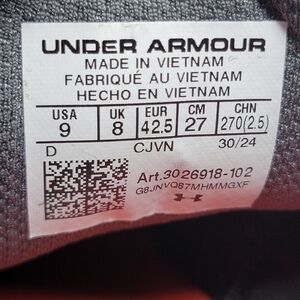 UNDER ARMOUR
MADE IN VIETNAM
FABRIQUÉ AU VIETNAM
HECHO EN VIETNAM
USA UK EUR CM CHN
9 8 42.5 27 270(2.5)
D CJVN 30/24
Art.3026918-102
G8JNVQ87MHMMGXF